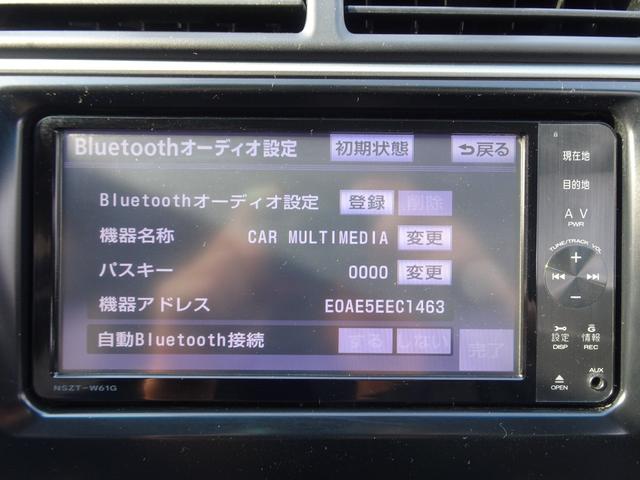 Bluetoothオーディオ設定 初期状態 戻る
Bluetoothオーディオ設定 登録 削除
機器名称 CAR MULTIMEDIA 変更
パスキー 0000 変更
機器アドレス E0AE5EEC1463
自動Bluetooth接続 する しない 完了
NSZT-W61G
現在地
目的地
AV
PWR
TUNE/TRACK VOL
+
−
設定 情報
DISP REC
OPEN AUX